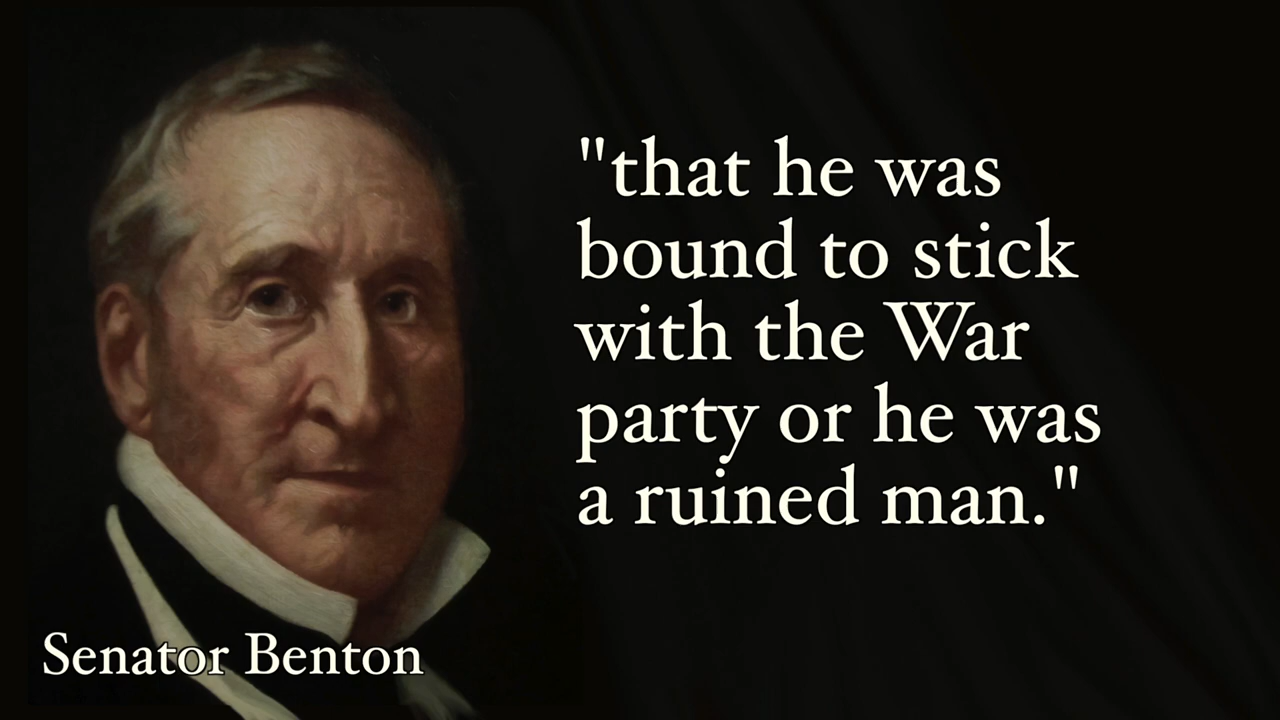 "that he was
bound to stick
with the War
party or he was
a ruined man."
Senator Benton